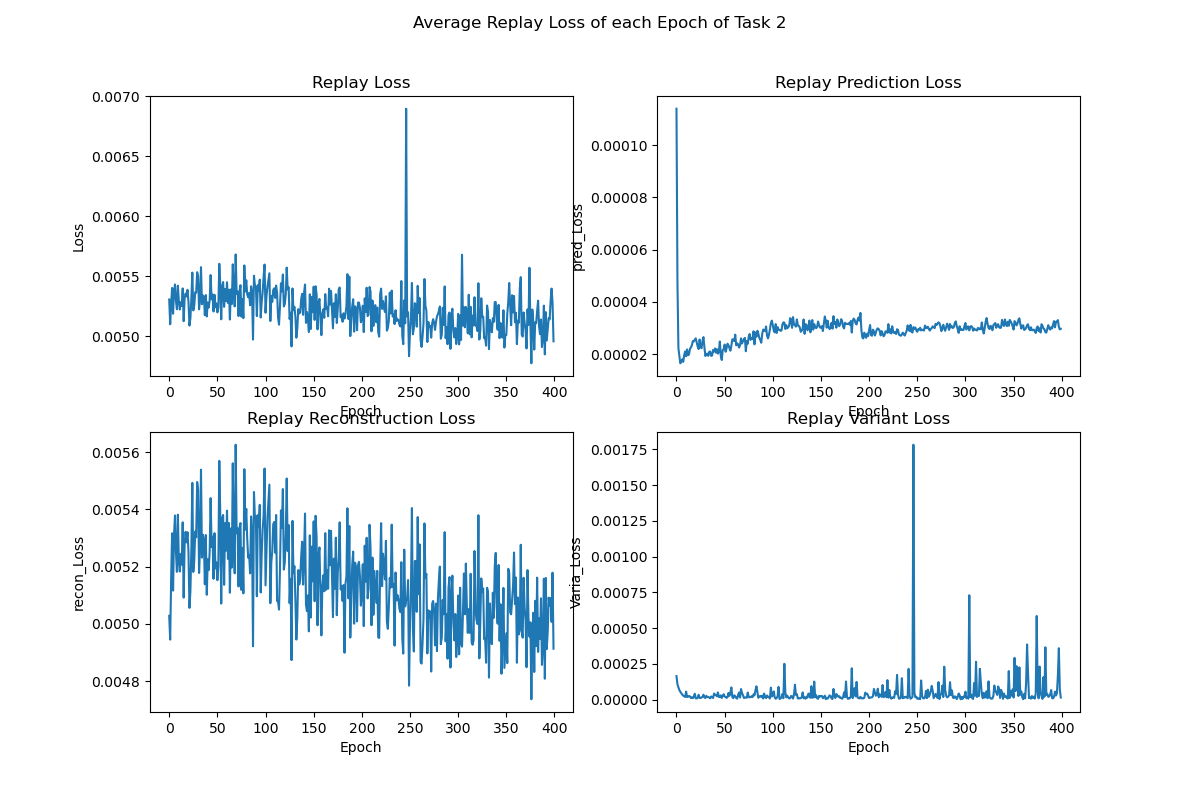 Average Replay Loss of each Epoch of Task 2
Replay Loss
0.0070
0.0065
0.0060
0.0055
0.0050
Loss
0 50 100 150 200 250 300 350 400
Epoch
Replay Prediction Loss
0.00010
0.00008
0.00006
0.00004
0.00002
pred_Loss
0 50 100 150 200 250 300 350 400
Epoch
Replay Reconstruction Loss
0.0056
0.0054
0.0052
0.0050
0.0048
recon_Loss
0 50 100 150 200 250 300 350 400
Epoch
Replay Variant Loss
0.00175
0.00150
0.00125
0.00100
0.00075
0.00050
0.00025
0.00000
Varia_Loss
0 50 100 150 200 250 300 350 400
Epoch